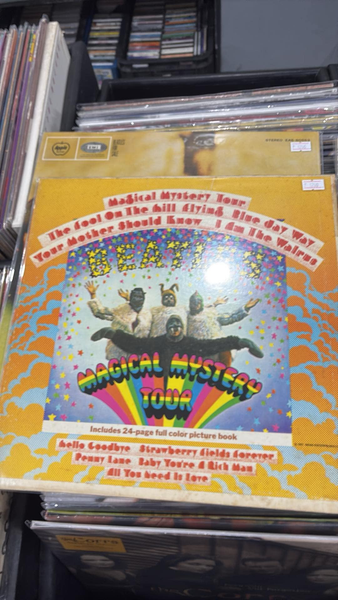 EMI
Magical Mystery Tour
The Fool On The Hill Flying Blue Jay Way
Your Mother Should Know I Am The Walrus
BEATLES
MAGICAL MYSTERY
TOUR
Includes 24-page full color picture book
Hello Goodbye Strawberry Fields Forever
Penny Lane Baby You're A Rich Man
All You Need Is Love